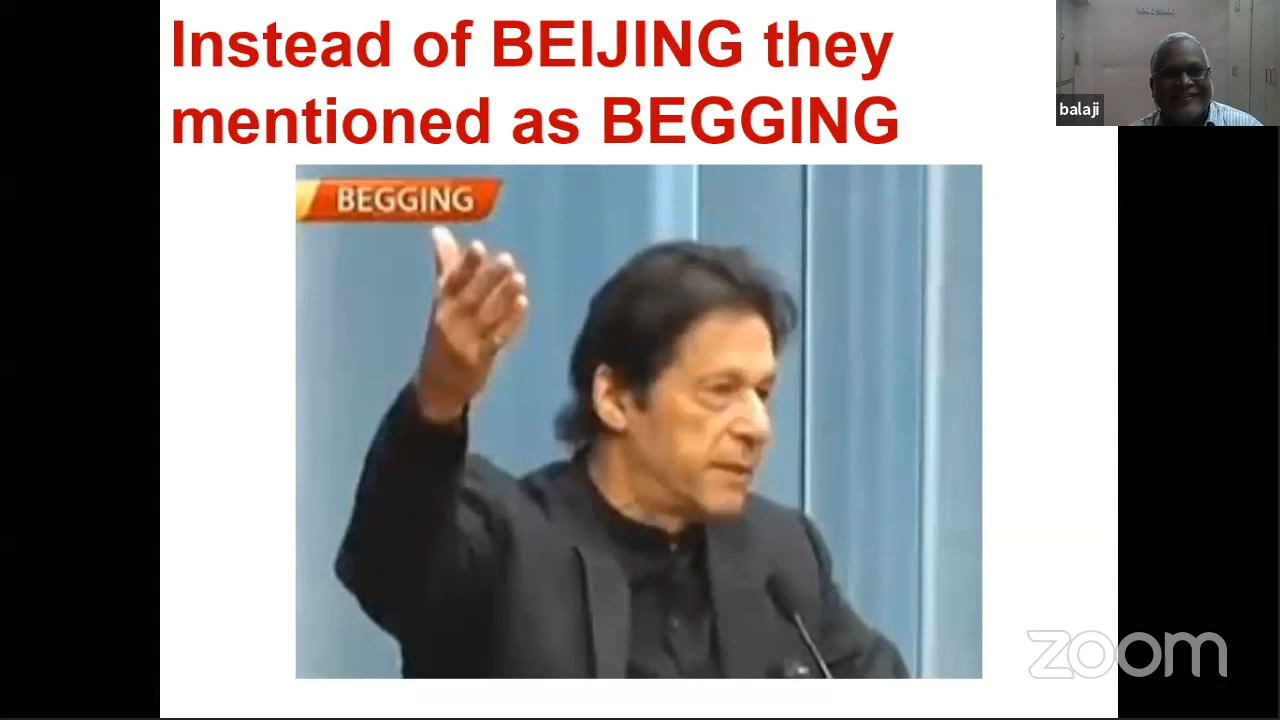 Instead of BEIJING they
mentioned as BEGGING
BEGGING
balaji
zoom